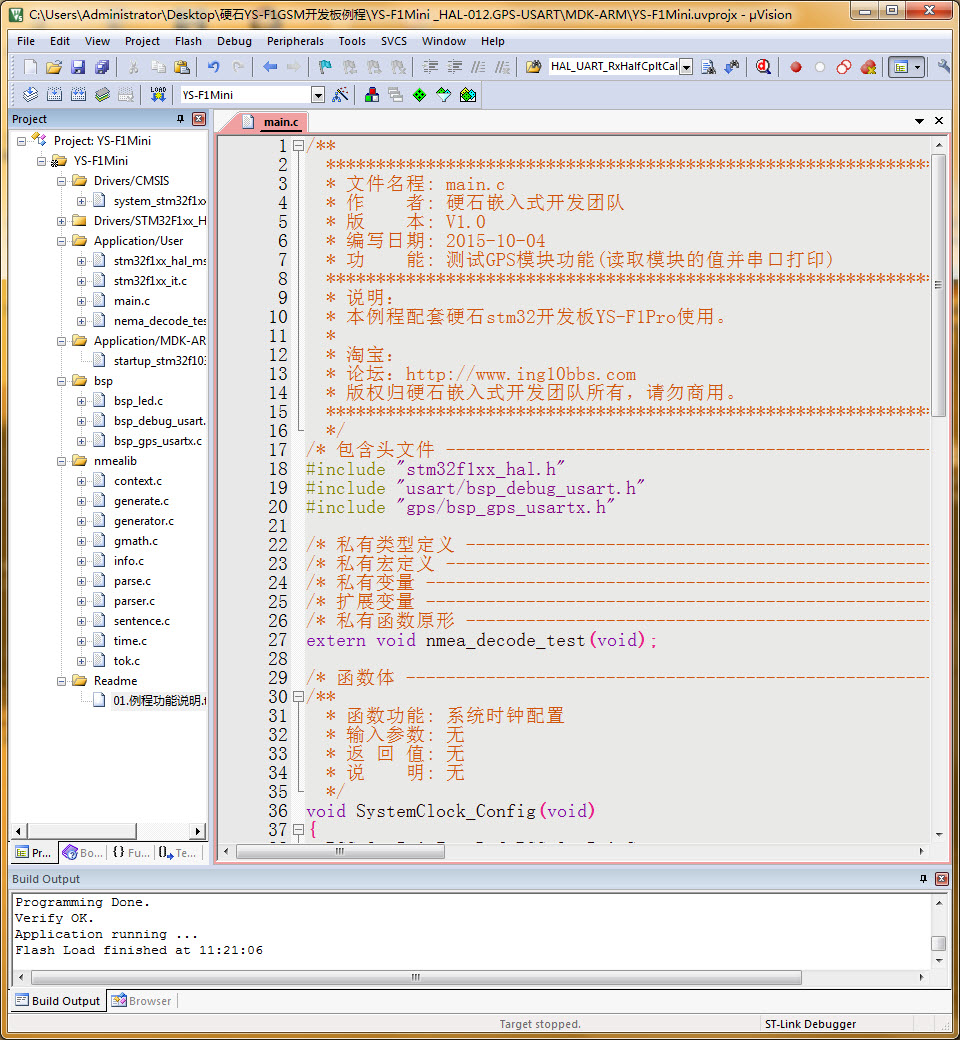 C:\Users\Administrator\Desktop\硬石YS-F1GSM开发板例程\YS-F1Mini _HAL-012.GPS-USART\MDK-ARM\YS-F1Mini.uvprojx - µVision
File Edit View Project Flash Debug Peripherals Tools SVCS Window Help
HAL_UART_RxHalfCpltCal
LOAD YS-F1Mini
Project
Project: YS-F1Mini
YS-F1Mini
Drivers/CMSIS
system_stm32f1xx
Drivers/STM32F1xx_H
Application/User
stm32f1xx_hal_ms
stm32f1xx_it.c
main.c
nema_decode_tes
Application/MDK-AR
startup_stm32f103
bsp
bsp_led.c
bsp_debug_usart.
bsp_gps_usartx.c
nmealib
context.c
generate.c
generator.c
gmath.c
info.c
parse.c
parser.c
sentence.c
time.c
tok.c
Readme
01.例程功能说明.t
Pr... Bo... {} Fu... Te...
main.c
1 /**
2 *************************************************************
3 * 文件名程: main.c
4 * 作    者: 硬石嵌入式开发团队
5 * 版    本: V1.0
6 * 编写日期: 2015-10-04
7 * 功    能: 测试GPS模块功能(读取模块的值并串口打印)
8 *************************************************************
9 * 说明:
10 * 本例程配套硬石stm32开发板YS-F1Pro使用。
11 *
12 * 淘宝:
13 * 论坛: http://www.ing10bbs.com
14 * 版权归硬石嵌入式开发团队所有，请勿商用。
15 *************************************************************
16 */
17 /* 包含头文件 ------------------------------------------------
18 #include "stm32f1xx_hal.h"
19 #include "usart/bsp_debug_usart.h"
20 #include "gps/bsp_gps_usartx.h"
21
22 /* 私有类型定义 ----------------------------------------------
23 /* 私有宏定义 ------------------------------------------------
24 /* 私有变量 --------------------------------------------------
25 /* 扩展变量 --------------------------------------------------
26 /* 私有函数原形 ----------------------------------------------
27 extern void nmea_decode_test(void);
28
29 /* 函数体 ----------------------------------------------------
30 /**
31 * 函数功能: 系统时钟配置
32 * 输入参数: 无
33 * 返 回 值: 无
34 * 说    明: 无
35 */
36 void SystemClock_Config(void)
37 {
Build Output
Programming Done.
Verify OK.
Application running ...
Flash Load finished at 11:21:06
Build Output Browser
Target stopped. ST-Link Debugger